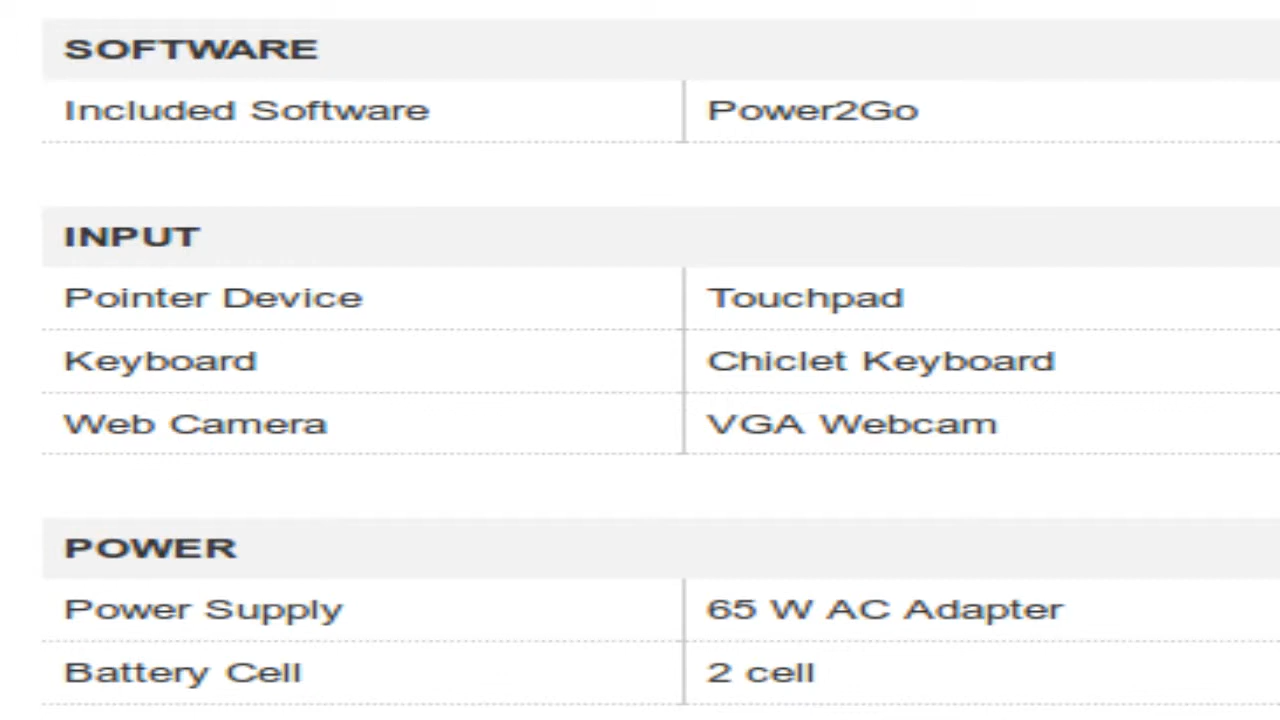 SOFTWARE
Included Software Power2Go
INPUT
Pointer Device Touchpad
Keyboard Chiclet Keyboard
Web Camera VGA Webcam
POWER
Power Supply 65 W AC Adapter
Battery Cell 2 cell